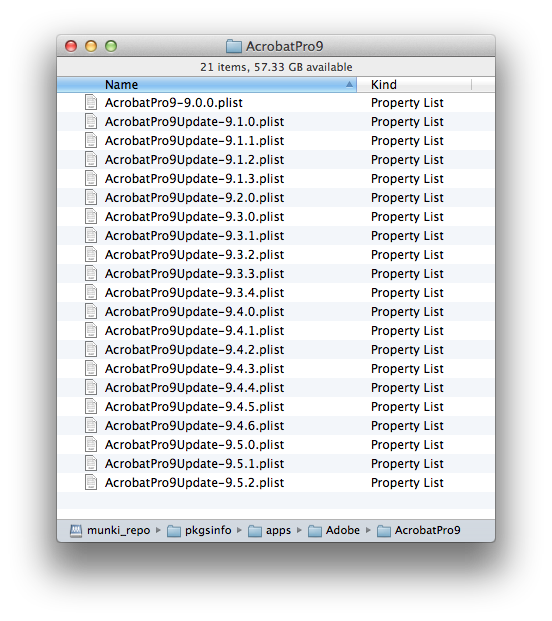 AcrobatPro9
21 items, 57.33 GB available
Name Kind
AcrobatPro9-9.0.0.plist Property List
AcrobatPro9Update-9.1.0.plist Property List
AcrobatPro9Update-9.1.1.plist Property List
AcrobatPro9Update-9.1.2.plist Property List
AcrobatPro9Update-9.1.3.plist Property List
AcrobatPro9Update-9.2.0.plist Property List
AcrobatPro9Update-9.3.0.plist Property List
AcrobatPro9Update-9.3.1.plist Property List
AcrobatPro9Update-9.3.2.plist Property List
AcrobatPro9Update-9.3.3.plist Property List
AcrobatPro9Update-9.3.4.plist Property List
AcrobatPro9Update-9.4.0.plist Property List
AcrobatPro9Update-9.4.1.plist Property List
AcrobatPro9Update-9.4.2.plist Property List
AcrobatPro9Update-9.4.3.plist Property List
AcrobatPro9Update-9.4.4.plist Property List
AcrobatPro9Update-9.4.5.plist Property List
AcrobatPro9Update-9.4.6.plist Property List
AcrobatPro9Update-9.5.0.plist Property List
AcrobatPro9Update-9.5.1.plist Property List
AcrobatPro9Update-9.5.2.plist Property List
munki_repo pkgsinfo apps Adobe AcrobatPro9